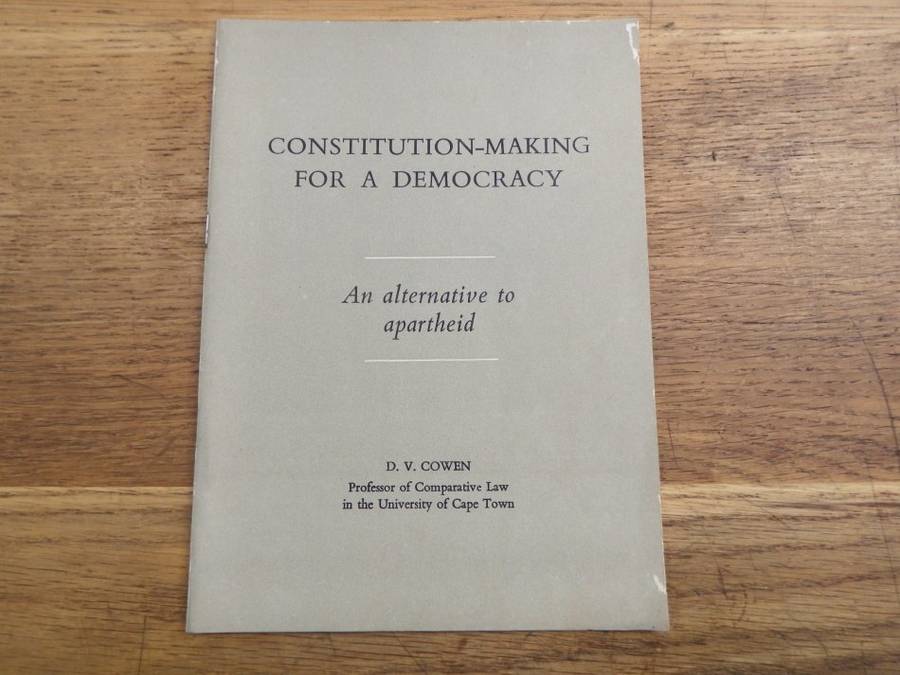 CONSTITUTION-MAKING
FOR A DEMOCRACY
An alternative to
apartheid
D. V. COWEN
Professor of Comparative Law
in the University of Cape Town